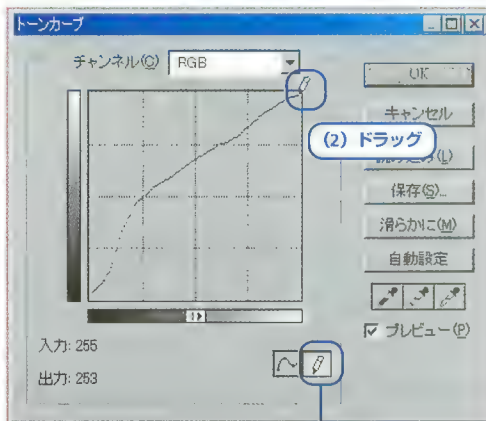 トーンカーブ
チャンネル(C) RGB
OK
キャンセル
(2) ドラッグ
保存(S)...
滑らかに(M)
自動設定
プレビュー(P)
入力: 255
出力: 253